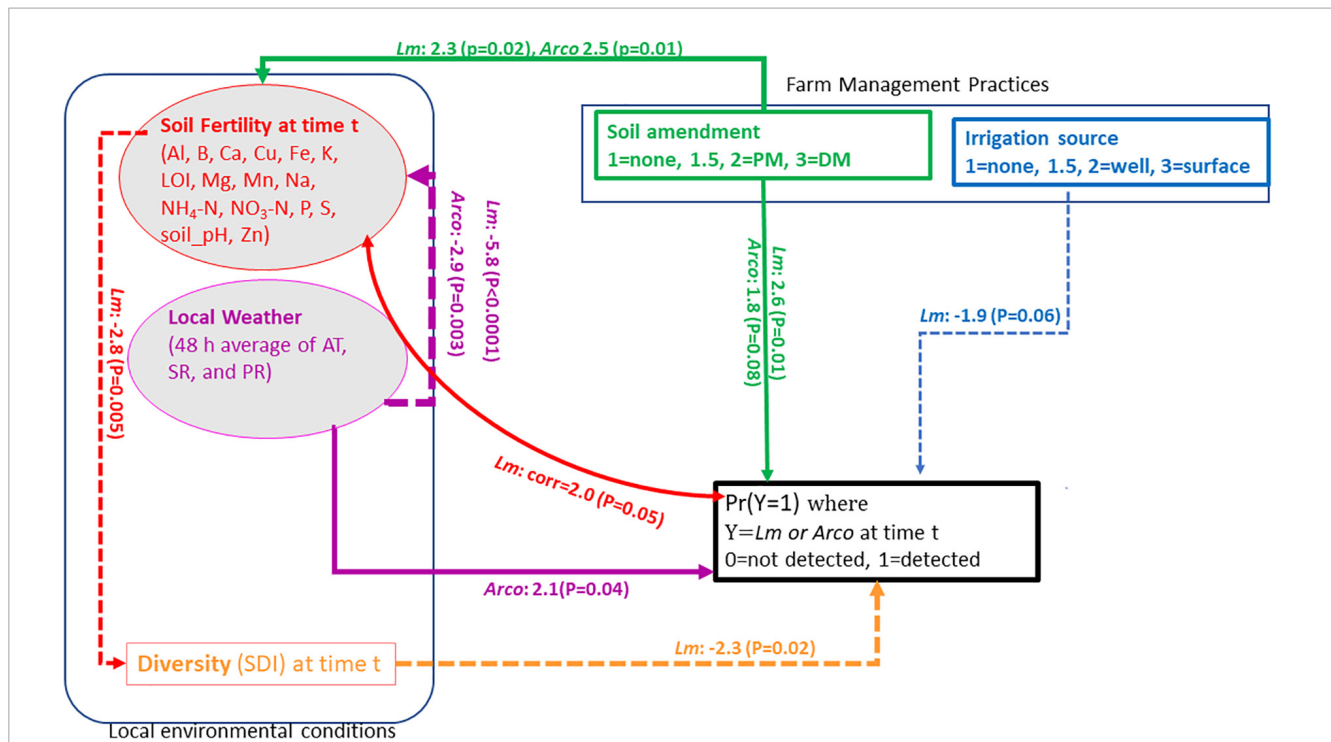 Lm: 2.3 (p=0.02), Arco 2.5 (p=0.01)
Farm Management Practices
Soil Fertility at time t
(Al, B, Ca, Cu, Fe, K,
LOI, Mg, Mn, Na,
NH₄-N, NO₃-N, P, S,
soil_pH, Zn)
Soil amendment
1=none, 1.5, 2=PM, 3=DM
Irrigation source
1=none, 1.5, 2=well, 3=surface
Lm: -5.8 (P<0.0001)
Arco: -2.9 (P=0.003)
Lm: 2.6 (P=0.01)
Arco: 1.8 (P=0.08)
Lm: -1.9 (P=0.06)
Local Weather
(48 h average of AT,
SR, and PR)
Lm: -2.8 (P=0.005)
Lm: corr=2.0 (P=0.05)
Pr(Y=1) where
Y=Lm or Arco at time t
0=not detected, 1=detected
Arco: 2.1(P=0.04)
Diversity (SDI) at time t
Lm: -2.3 (P=0.02)
Local environmental conditions